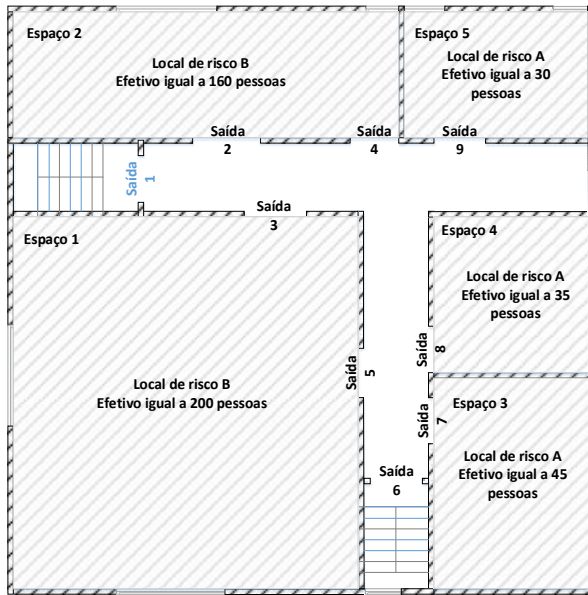 Espaço 2
Local de risco B
Efetivo igual a 160 pessoas
Espaço 5
Local de risco A
Efetivo igual a 30
pessoas
Saída
2
Saída
4
Saída
9
Saída
1
Saída
3
Espaço 1
Local de risco B
Efetivo igual a 200 pessoas
Espaço 4
Local de risco A
Efetivo igual a 35
pessoas
Saída
5
Saída
8
Saída
7
Espaço 3
Local de risco A
Efetivo igual a 45
pessoas
Saída
6